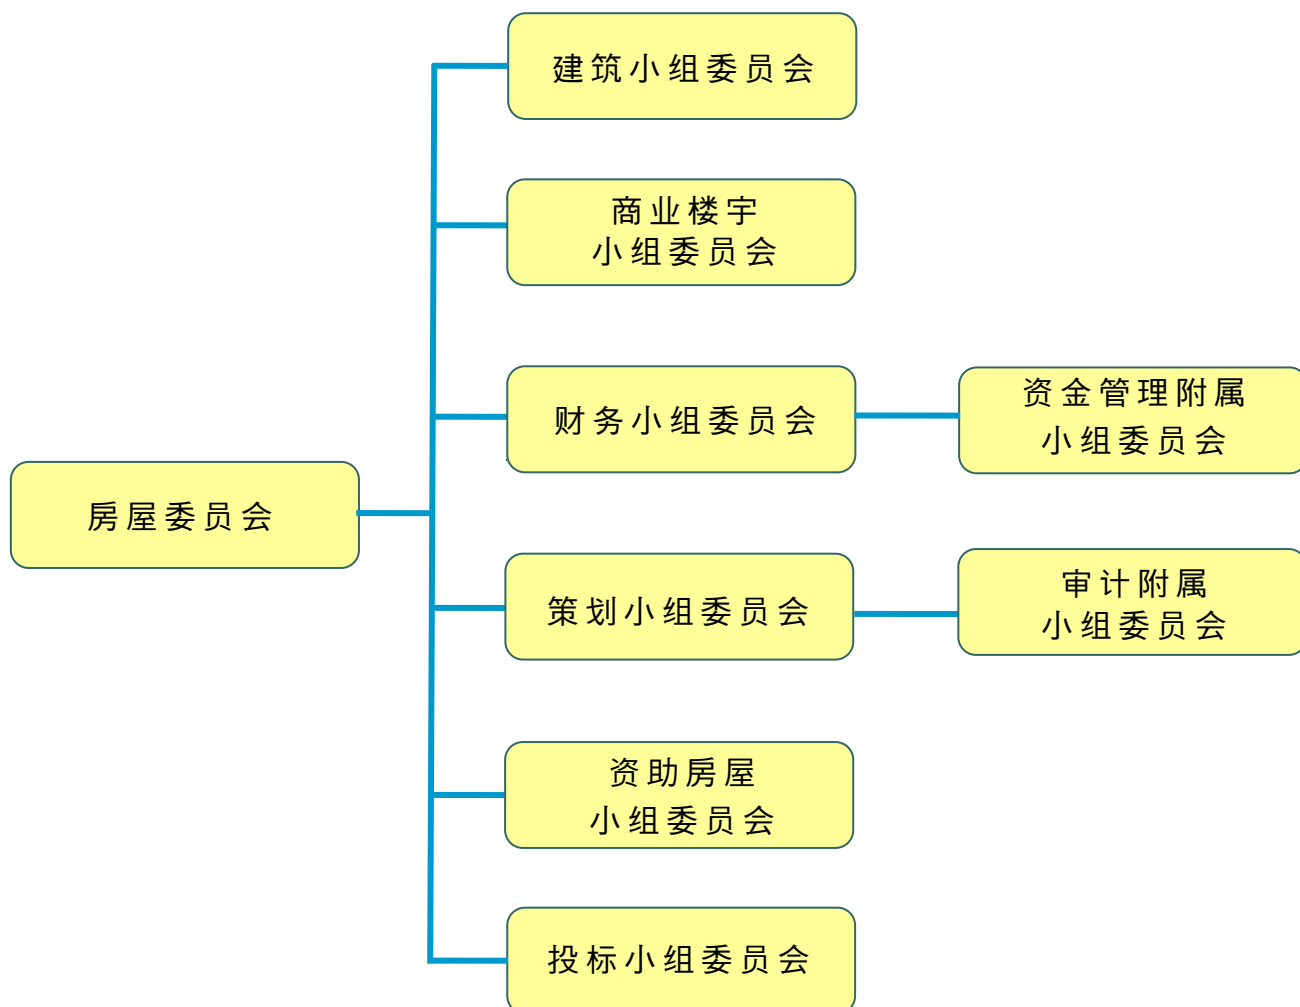 建筑小组委员会
商业楼宇
小组委员会
财务小组委员会
资金管理附属
小组委员会
房屋委员会
策划小组委员会
审计附属
小组委员会
资助房屋
小组委员会
投标小组委员会